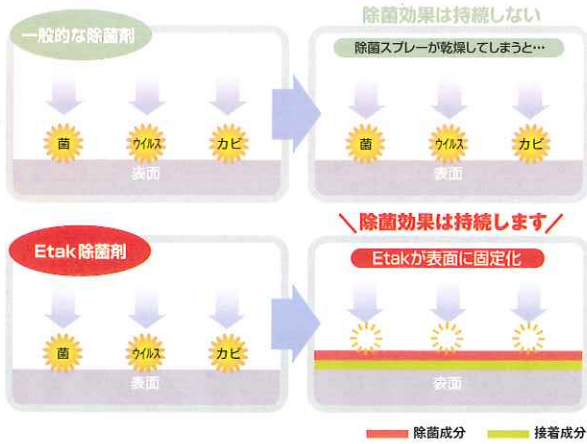 一般的な除菌剤
菌
ウイルス
カビ
表面
除菌効果は持続しない
除菌スプレーが乾燥してしまうと…
菌
ウイルス
カビ
表面
Etak除菌剤
菌
ウイルス
カビ
表面
＼除菌効果は持続します／
Etakが表面に固定化
表面
除菌成分
接着成分